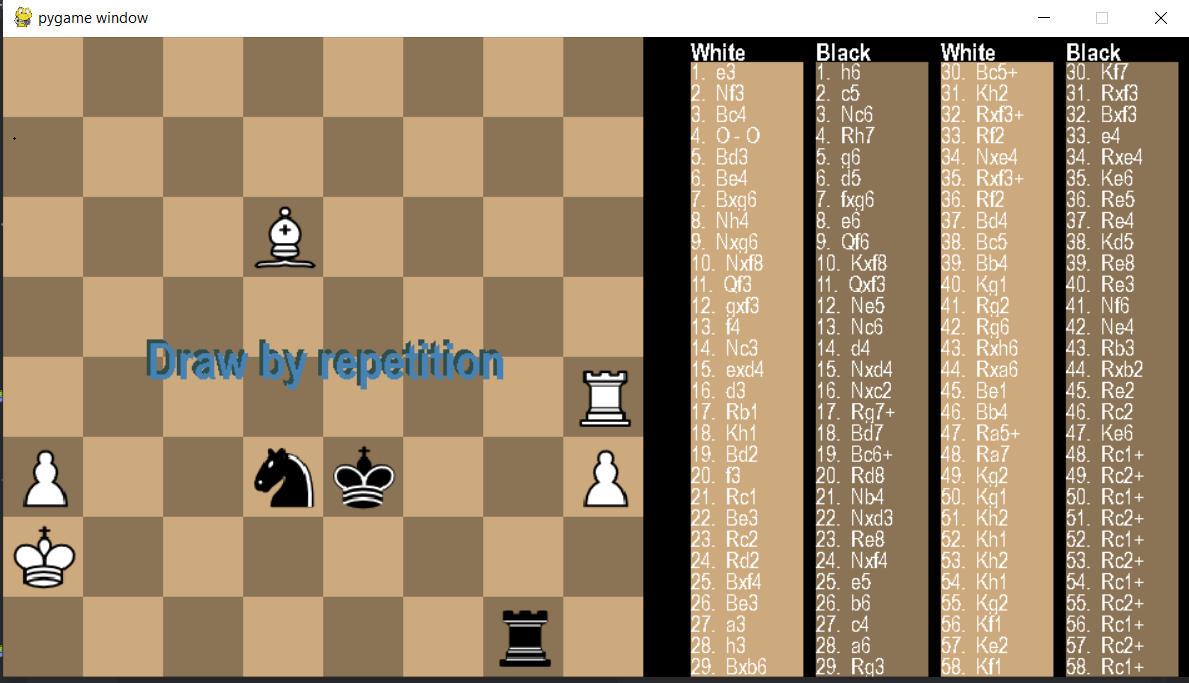 pygame window
White Black White Black
1. e3 1. h6 30. Bc5+ 30. Kf7
2. Nf3 2. c5 31. Kh2 31. Rxf3
3. Bc4 3. Nc6 32. Rxf3+ 32. Bxf3
4. O - O 4. Rh7 33. Rf2 33. e4
5. Bd3 5. g6 34. Nxe4 34. Rxe4
6. Be4 6. d5 35. Rxf3+ 35. Ke6
7. Bxg6 7. fxg6 36. Rf2 36. Re5
8. Nh4 8. e6 37. Bd4 37. Re4
9. Nxg6 9. Qf6 38. Bc5 38. Kd5
10. Nxf8 10. Kxf8 39. Bb4 39. Re8
11. Qf3 11. Qxf3 40. Kg1 40. Re3
12. gxf3 12. Ne5 41. Rg2 41. Nf6
13. f4 13. Nc6 42. Rg6 42. Ne4
14. Nc3 14. d4 43. Rxh6 43. Rb3
15. exd4 15. Nxd4 44. Rxa6 44. Rxb2
16. d3 16. Nxc2 45. Be1 45. Re2
17. Rb1 17. Rg7+ 46. Bb4 46. Rc2
18. Kh1 18. Bd7 47. Ra5+ 47. Ke6
19. Bd2 19. Bc6+ 48. Ra7 48. Rc1+
20. f3 20. Rd8 49. Kg2 49. Rc2+
21. Rc1 21. Nb4 50. Kg1 50. Rc1+
22. Be3 22. Nxd3 51. Kh2 51. Rc2+
23. Rc2 23. Re8 52. Kh1 52. Rc1+
24. Rd2 24. Nxf4 53. Kh2 53. Rc2+
25. Bxf4 25. e5 54. Kh1 54. Rc1+
26. Be3 26. b6 55. Kg2 55. Rc2+
27. a3 27. c4 56. Kf1 56. Rc1+
28. h3 28. a6 57. Ke2 57. Rc2+
29. Bxb6 29. Rg3 58. Kf1 58. Rc1+
Draw by repetition